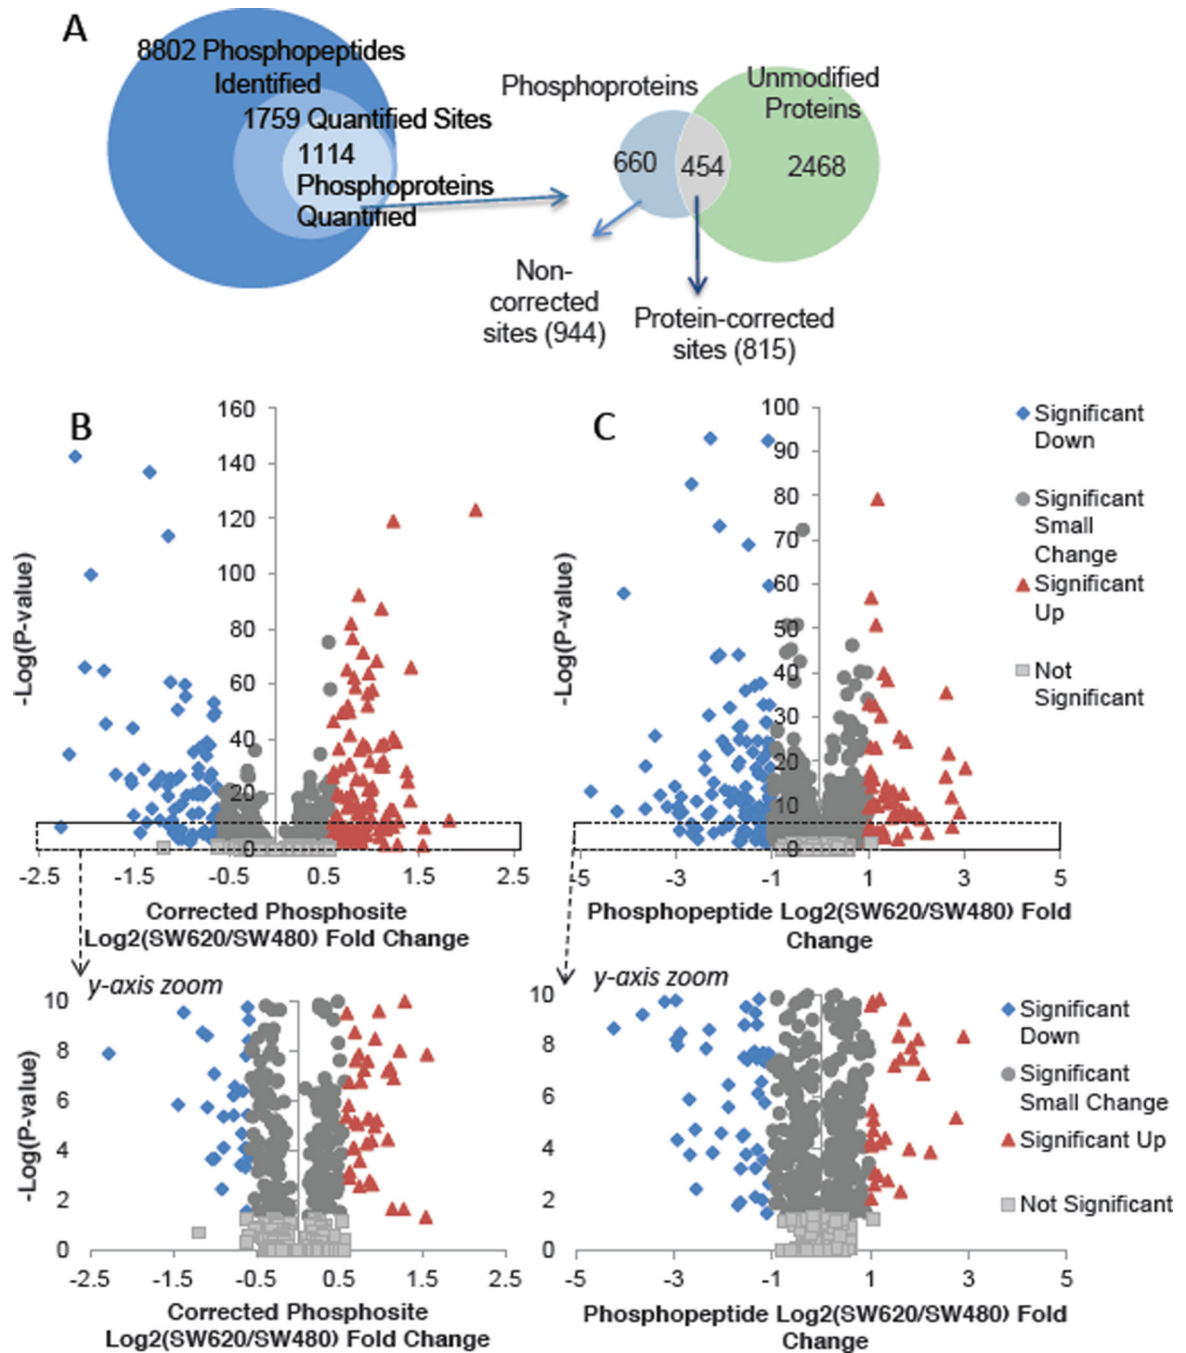 A
8802 Phosphopeptides
Identified
1759 Quantified Sites
1114
Phosphoproteins
Quantified
Phosphoproteins
Unmodified
Proteins
660
454
2468
Non-
corrected
sites (944)
Protein-corrected
sites (815)
B
160
140
120
100
80
60
40
20
0
-Log(P-value)
-2.5
-1.5
-0.5
0.5
1.5
2.5
Corrected Phosphosite
Log2(SW620/SW480) Fold Change
C
100
90
80
70
60
50
40
30
20
10
0
-Log(P-value)
-5
-3
-1
1
3
5
Phosphopeptide Log2(SW620/SW480) Fold
Change
Significant
Down
Significant
Small
Change
Significant
Up
Not
Significant
y-axis zoom
10
8
6
4
2
0
-Log(P-value)
-2.5
-1.5
-0.5
0.5
1.5
2.5
Corrected Phosphosite
Log2(SW620/SW480) Fold Change
y-axis zoom
10
8
6
4
2
0
-5
-3
-1
1
3
5
Phosphopeptide Log2(SW620/SW480) Fold
Change
Significant
Down
Significant
Small Change
Significant Up
Not Significant